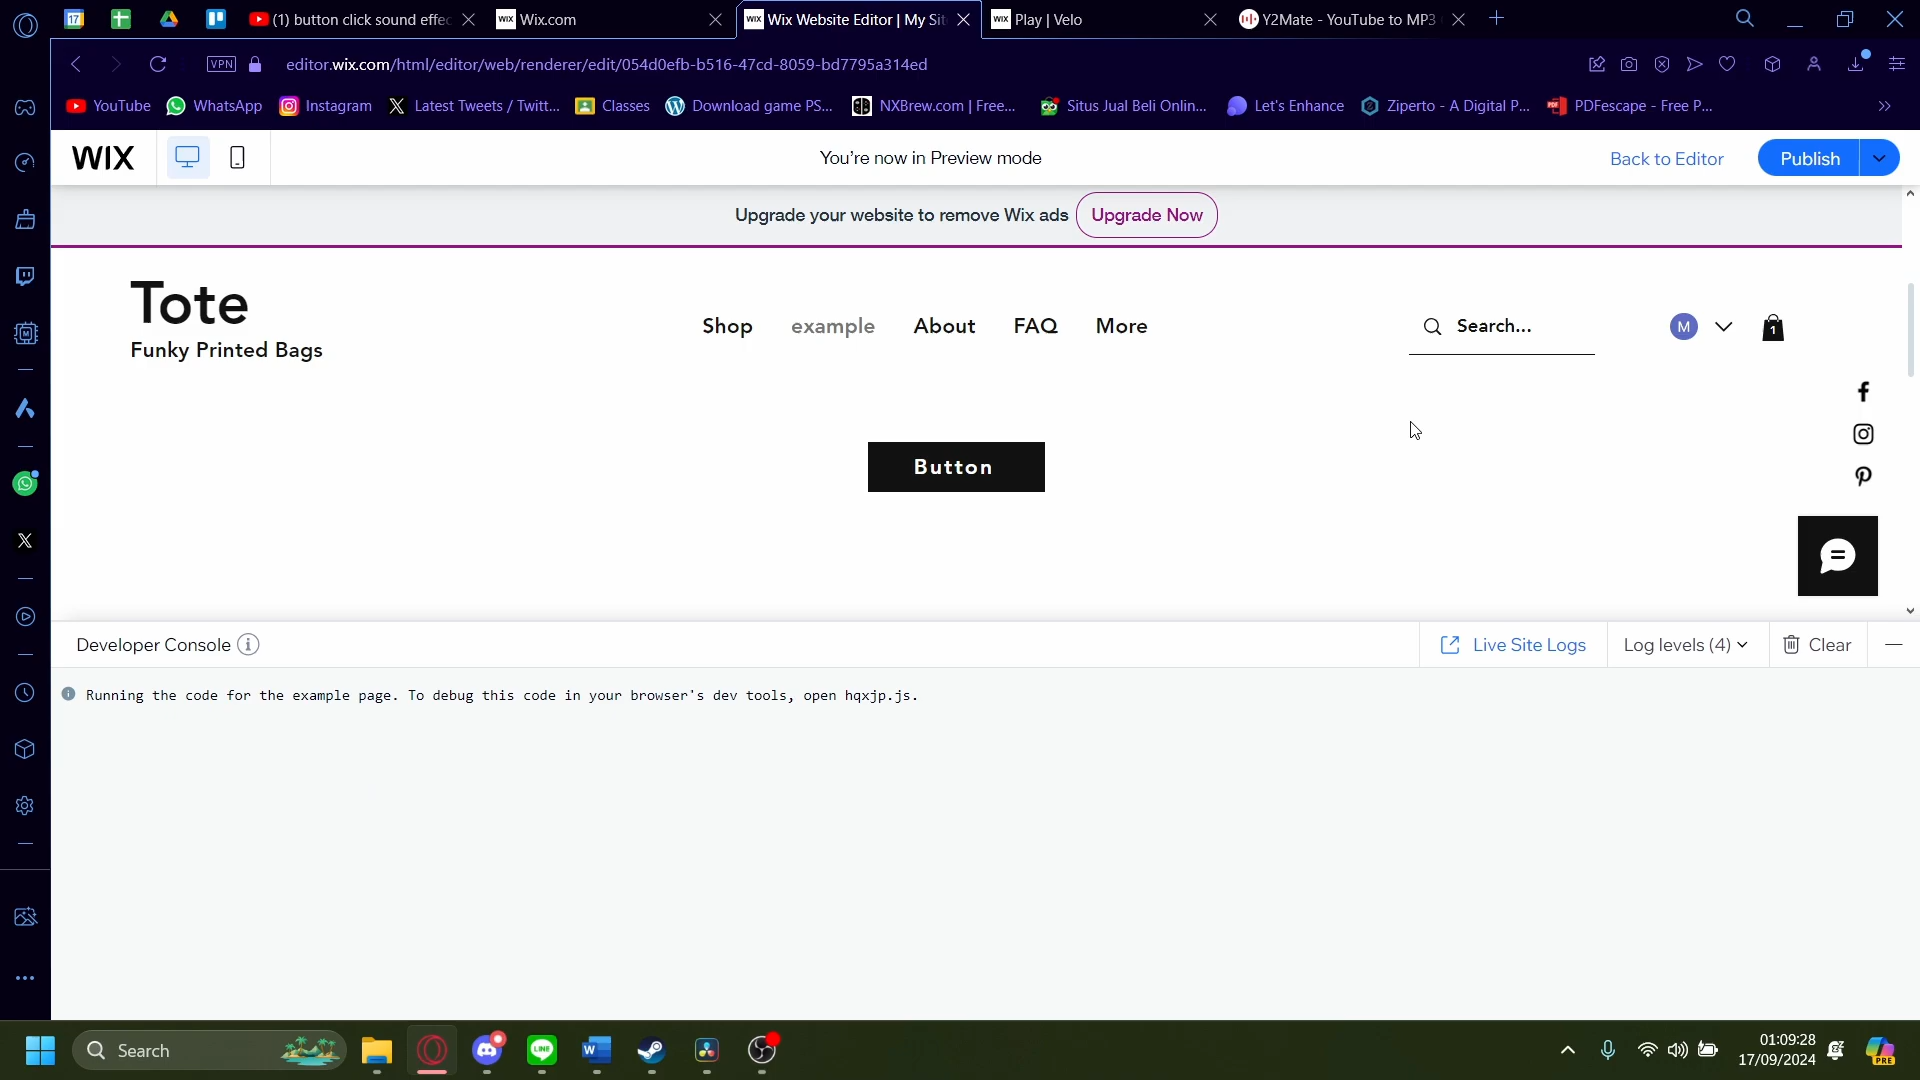 (1) button click sound effec
WIX Wix.com
WIX Wix Website Editor | My Sit
WIX Play | Velo
Y2Mate - YouTube to MP3
VPN
editor.wix.com/html/editor/web/renderer/edit/054d0efb-b516-47cd-8059-bd7795a314ed
YouTube
WhatsApp
Instagram
Latest Tweets / Twitt...
Classes
Download game PS...
NXBrew.com | Free...
Situs Jual Beli Onlin...
Let's Enhance
Ziperto - A Digital P...
PDFescape - Free P...
WIX
You're now in Preview mode
Back to Editor
Publish
Upgrade your website to remove Wix ads
Upgrade Now
Tote
Funky Printed Bags
Shop
example
About
FAQ
More
Search...
M
1
Button
Developer Console
Live Site Logs
Log levels (4)
Clear
Running the code for the example page. To debug this code in your browser's dev tools, open hqxjp.js.
Search
LINE
W
01:09:28
17/09/2024
PRE